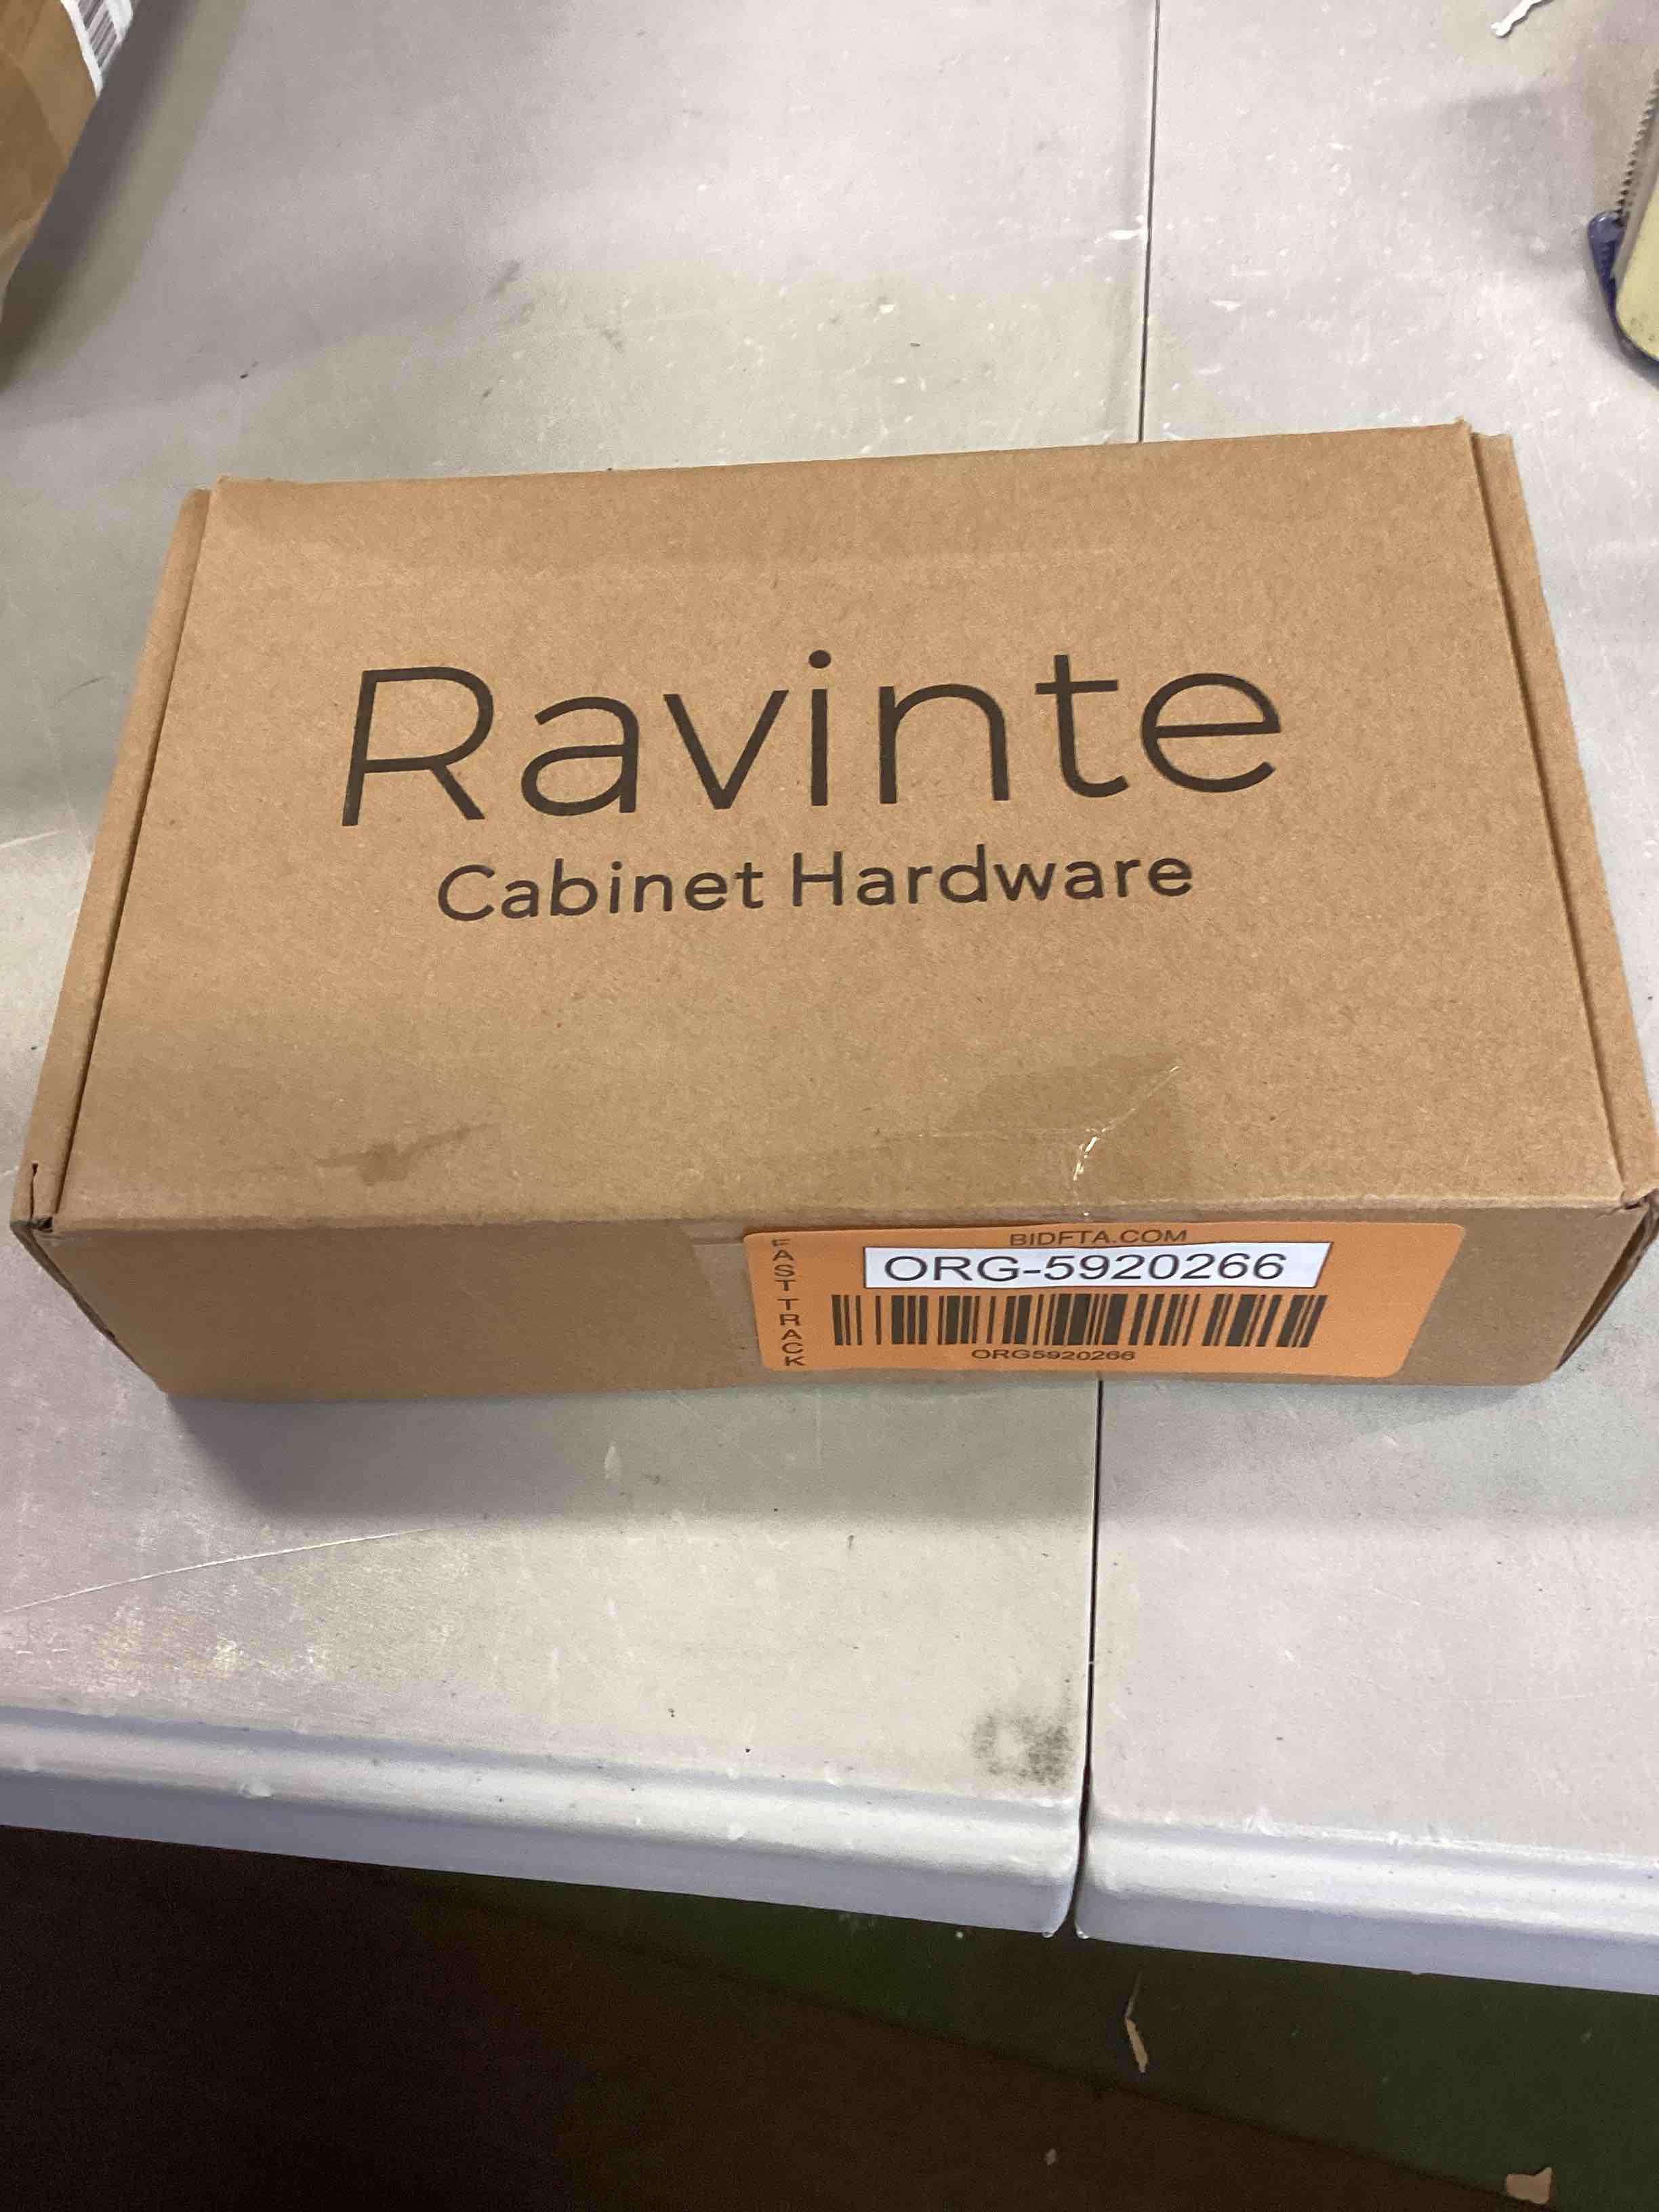 Ravinte
Cabinet Hardware
FAST TRACK
BIDFTA.COM
ORG-5920266
ORG5920266